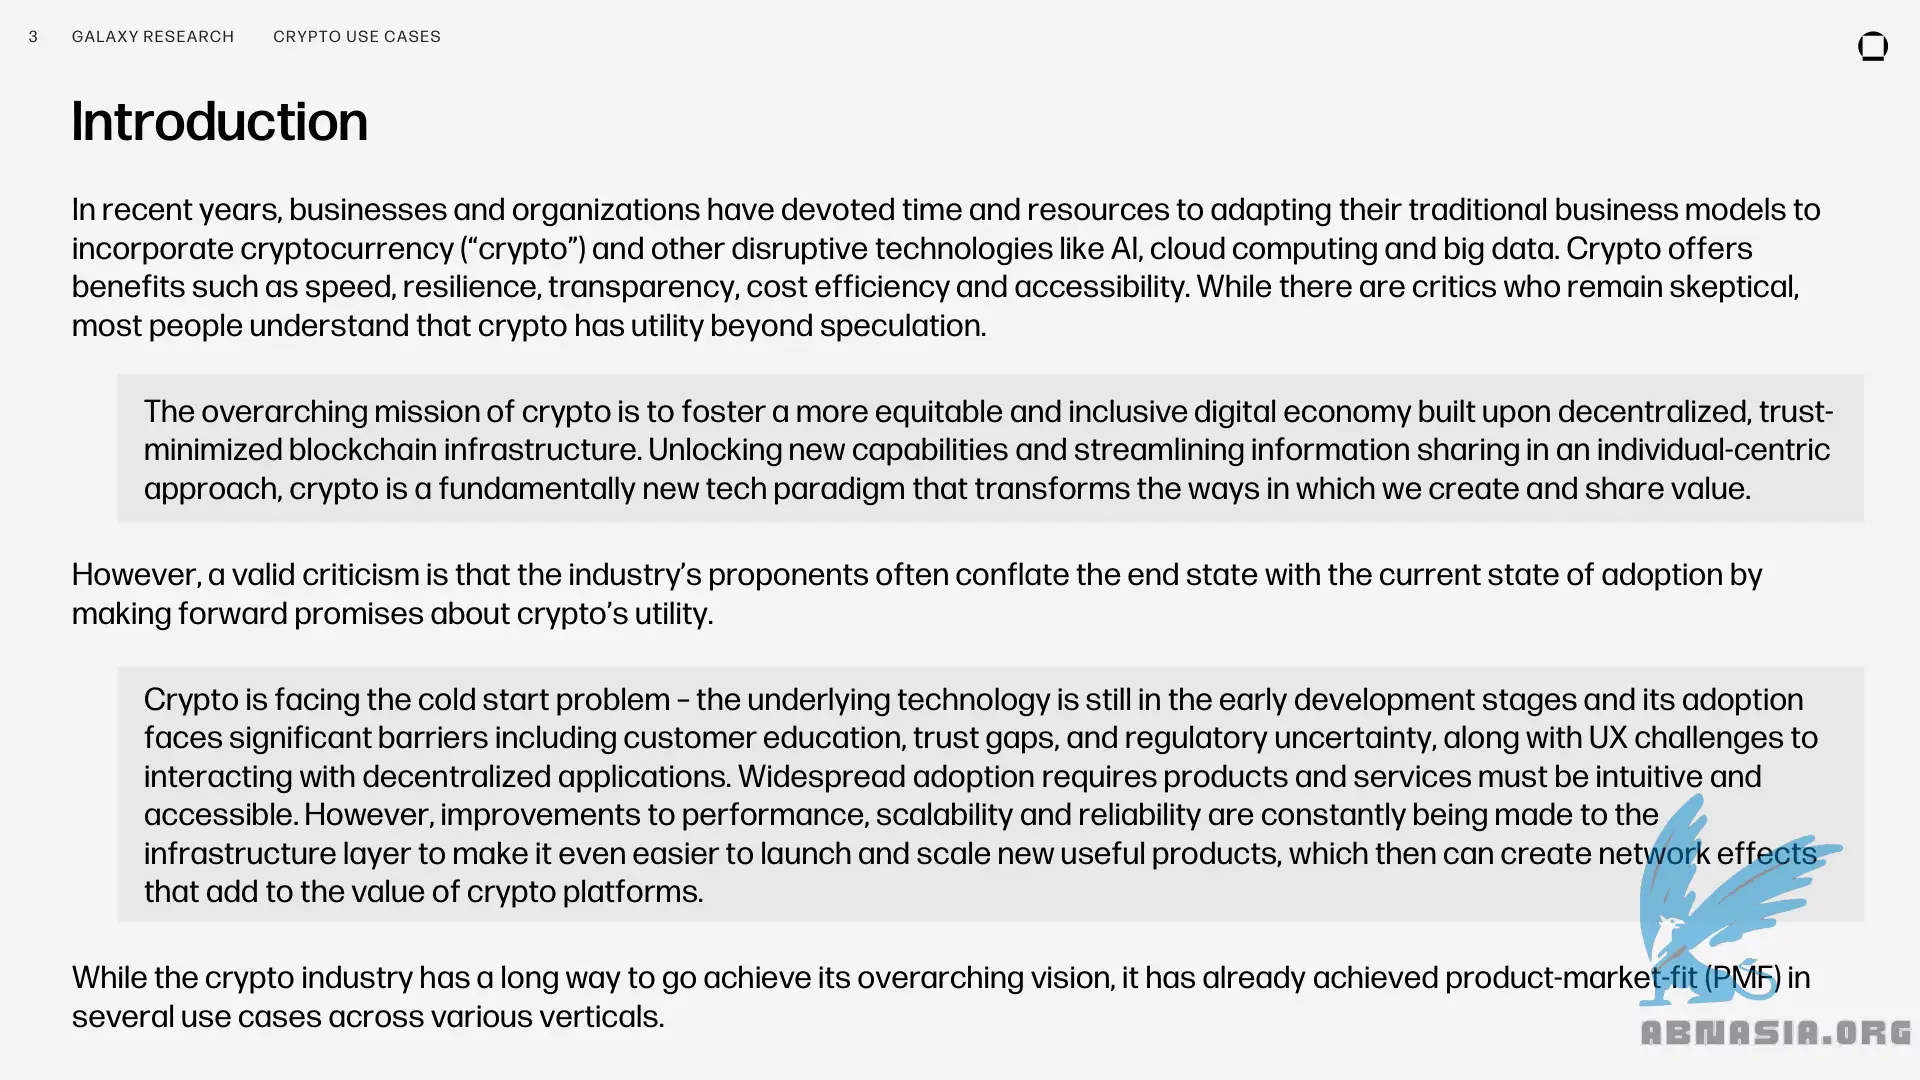 3 GALAXY RESEARCH CRYPTO USE CASES
Introduction
In recent years, businesses and organizations have devoted time and resources to adapting their traditional business models to
incorporate cryptocurrency (“crypto”) and other disruptive technologies like AI, cloud computing and big data. Crypto offers
benefits such as speed, resilience, transparency, cost efficiency and accessibility. While there are critics who remain skeptical,
most people understand that crypto has utility beyond speculation.
The overarching mission of crypto is to foster a more equitable and inclusive digital economy built upon decentralized, trust-
minimized blockchain infrastructure. Unlocking new capabilities and streamlining information sharing in an individual-centric
approach, crypto is a fundamentally new tech paradigm that transforms the ways in which we create and share value.
However, a valid criticism is that the industry’s proponents often conflate the end state with the current state of adoption by
making forward promises about crypto’s utility.
Crypto is facing the cold start problem – the underlying technology is still in the early development stages and its adoption
faces significant barriers including customer education, trust gaps, and regulatory uncertainty, along with UX challenges to
interacting with decentralized applications. Widespread adoption requires products and services must be intuitive and
accessible. However, improvements to performance, scalability and reliability are constantly being made to the
infrastructure layer to make it even easier to launch and scale new useful products, which then can create network effects
that add to the value of crypto platforms.
While the crypto industry has a long way to go achieve its overarching vision, it has already achieved product-market-fit (PMF) in
several use cases across various verticals.
ABNASIA.ORG